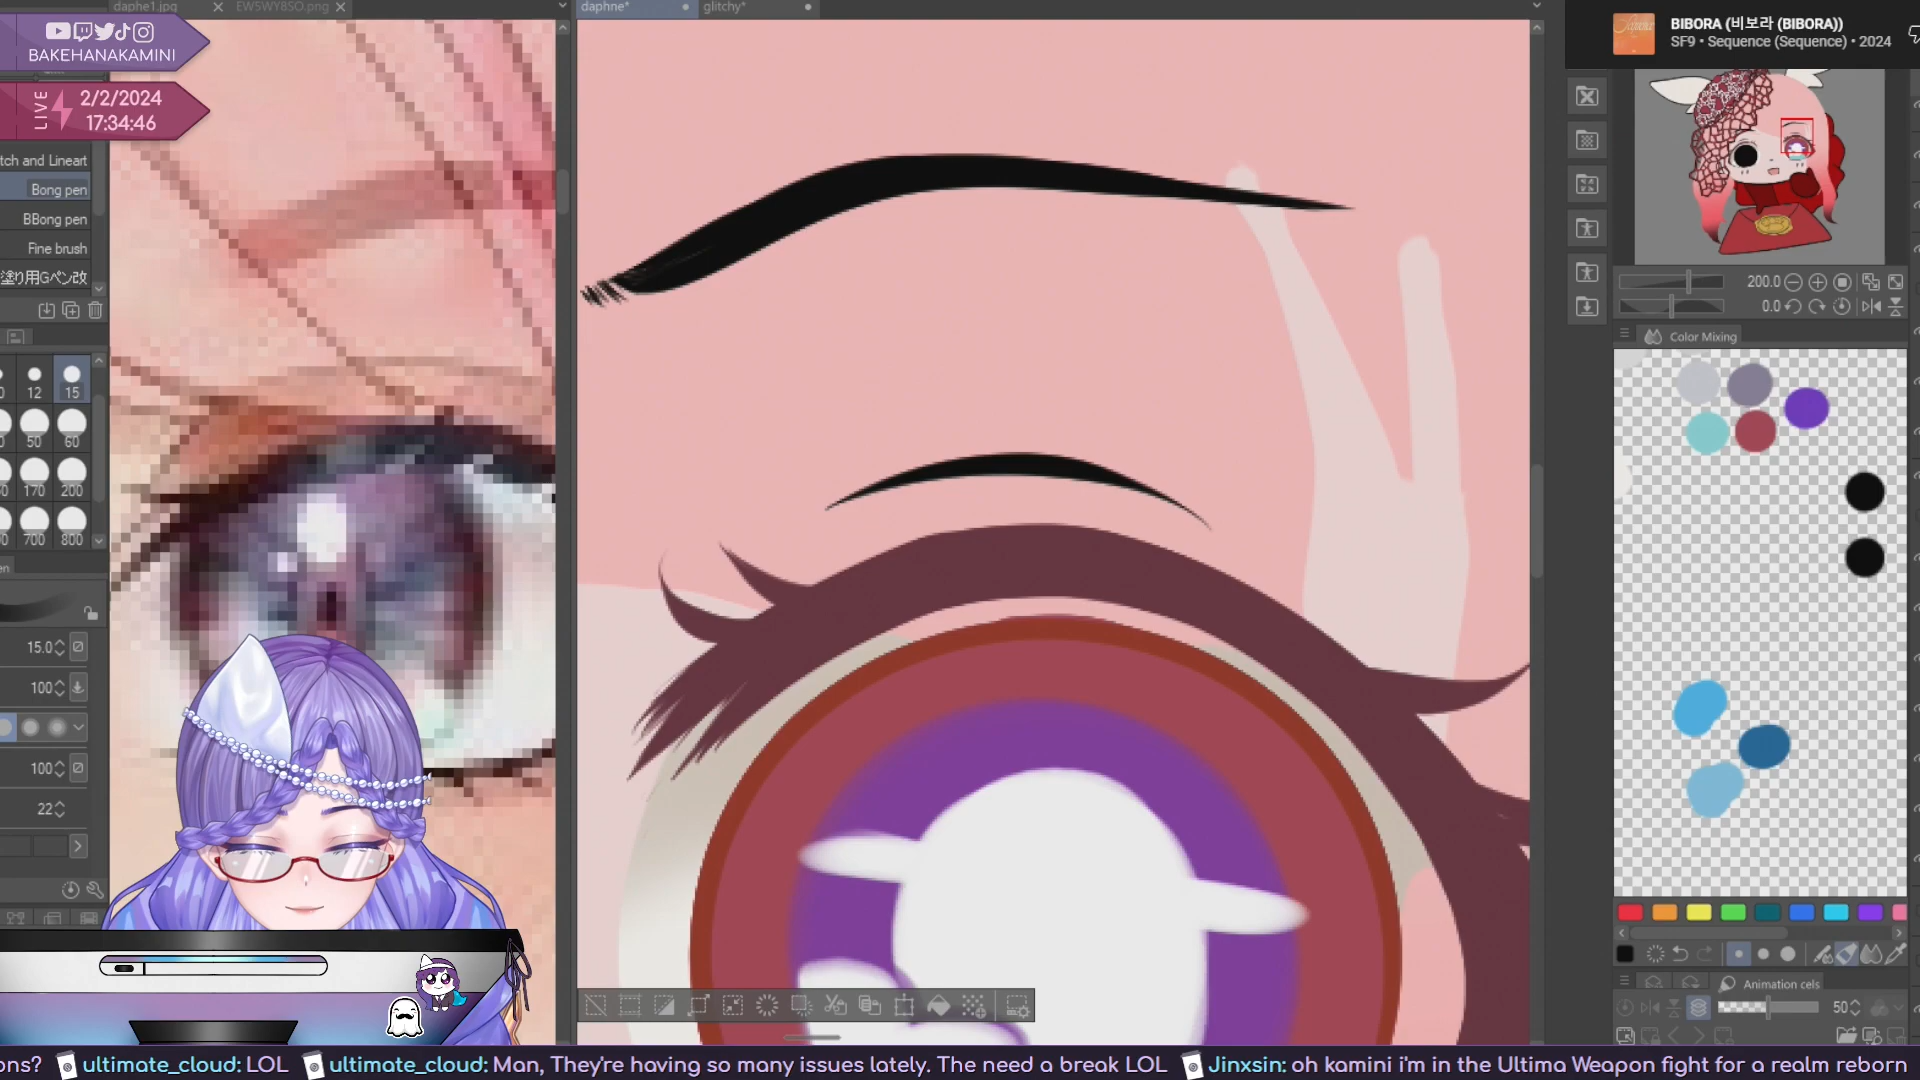 daphe1.jpg
EW5WY8SO.png
daphne*
glitchy*
BAKEHANAKAMINI
LIVE
2/2/2024
17:34:46
BIBORA (비보라 (BIBORA))
SF9 • Sequence (Sequence) • 2024
tch and Lineart
Bong pen
BBong pen
Fine brush
塗り用Gペン改
12
15
50
60
170
200
700
800
en
15.0
100
100
22
200.0
0.0
Color Mixing
Animation cels
50
ons? ultimate_cloud: LOL ultimate_cloud: Man, They're having so many issues lately. The need a break LOL Jinxsin: oh kamini i'm in the Ultima Weapon fight for a realm reborn